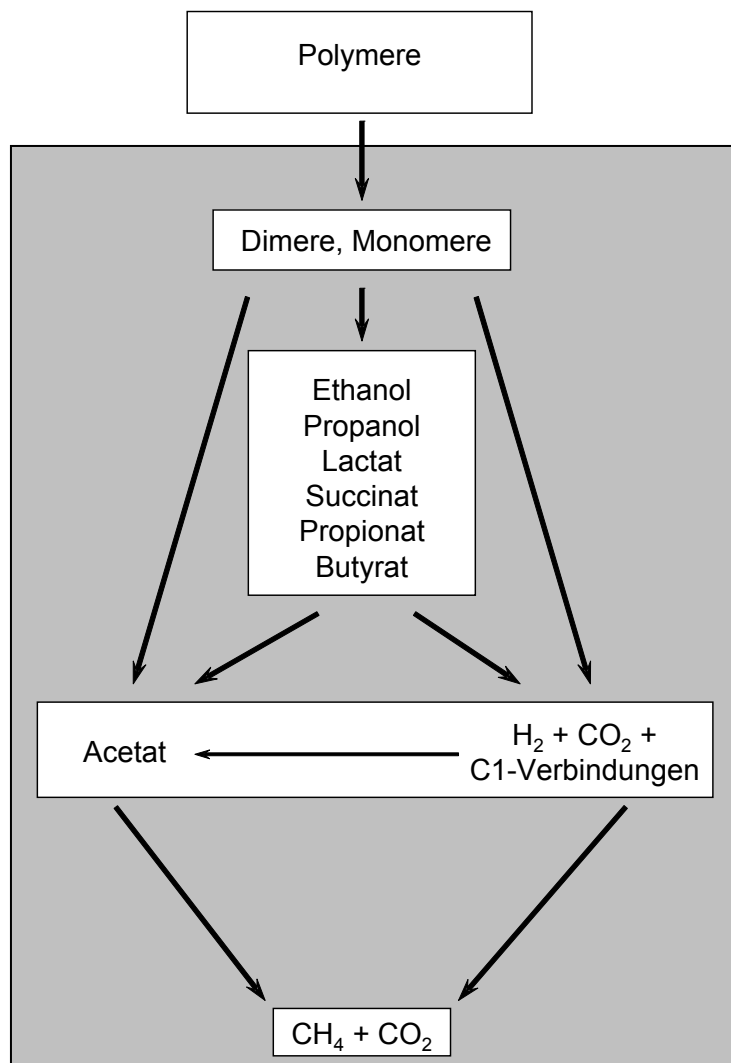 Polymere
Dimere, Monomere
Ethanol
Propanol
Lactat
Succinat
Propionat
Butyrat
Acetat
H₂ + CO₂ +
C1-Verbindungen
CH₄ + CO₂